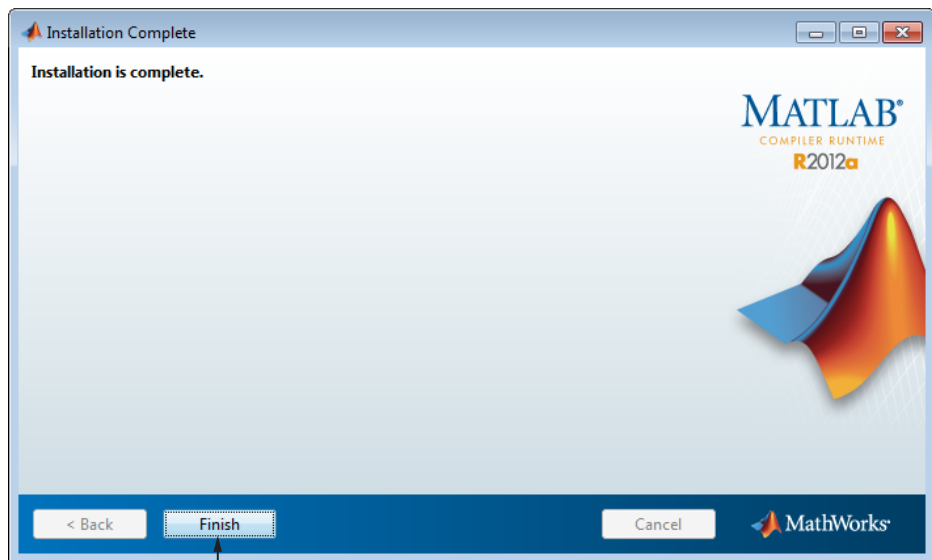 Installation Complete
Installation is complete.
MATLAB®
COMPILER RUNTIME
R2012a
< Back
Finish
Cancel
MathWorks®